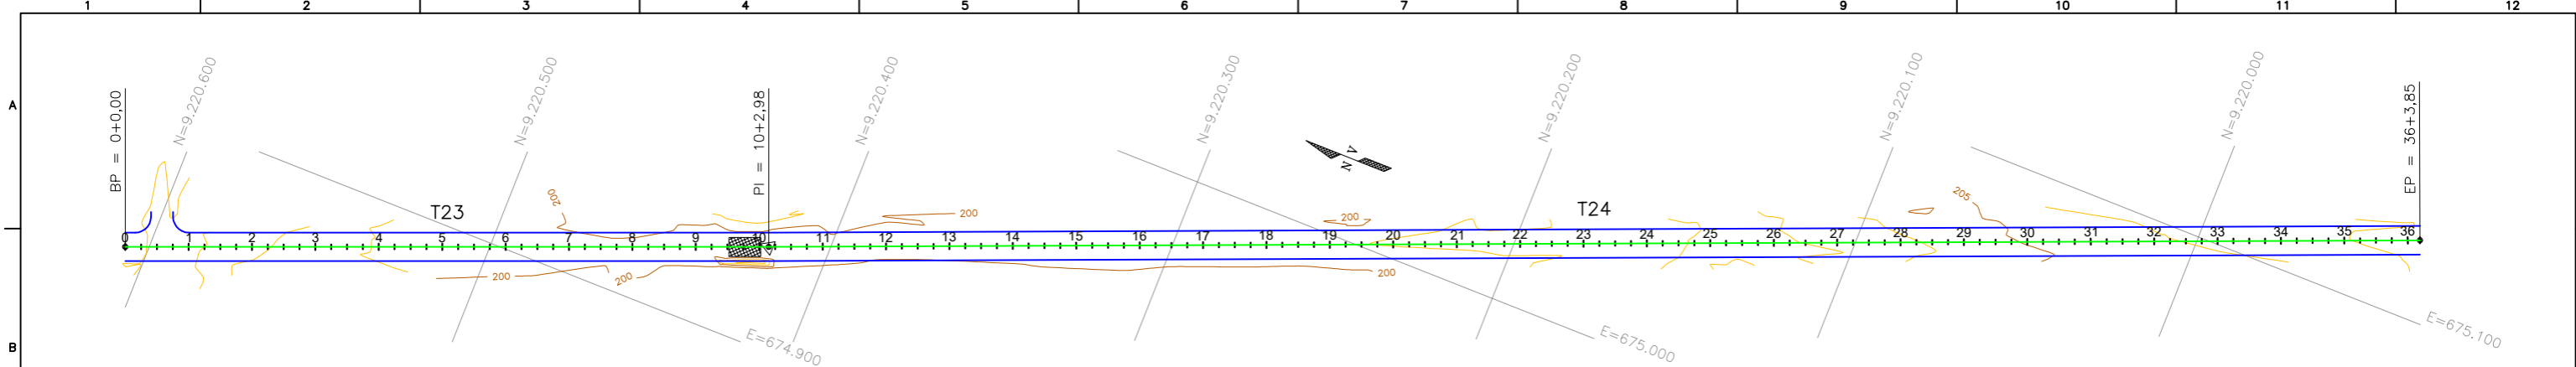 1 2 3 4 5 6 7 8 9 10 11 12
A
B
N=9.220.600
N=9.220.500
N=9.220.400
N=9.220.300
N=9.220.200
N=9.220.100
N=9.220.000
BP = 0+0,00
PI = 10+2,98
EP = 36+3,85
N V
T23
T24
200
200
200
205
0 1 2 3 4 5 6 7 8 9 10 11 12 13 14 15 16 17 18 19 20 21 22 23 24 25 26 27 28 29 30 31 32 33 34 35 36
200
200
200
E=674.900
E=675.000
E=675.100